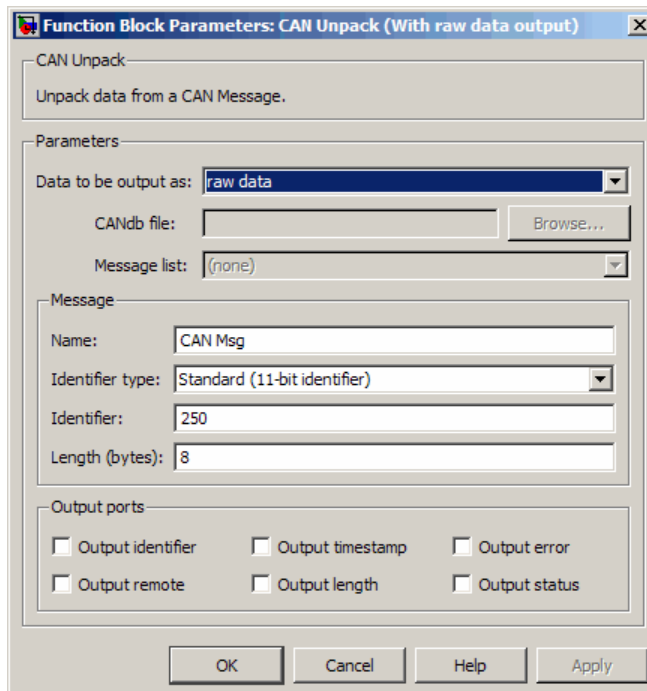 Function Block Parameters: CAN Unpack (With raw data output)
CAN Unpack
Unpack data from a CAN Message.
Parameters
Data to be output as: raw data
CANdb file: Browse...
Message list: (none)
Message
Name: CAN Msg
Identifier type: Standard (11-bit identifier)
Identifier: 250
Length (bytes): 8
Output ports
Output identifier Output timestamp Output error
Output remote Output length Output status
OK Cancel Help Apply